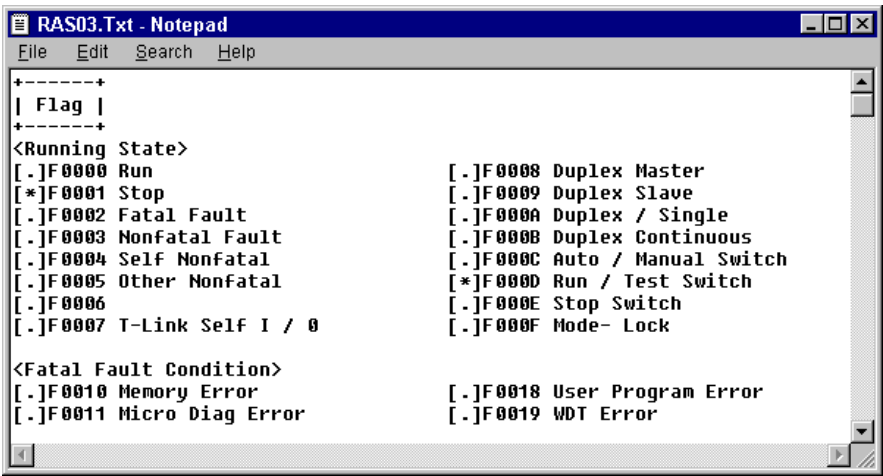 RAS03.Txt - Notepad
File Edit Search Help
+------+
| Flag |
+------+
<Running State>
[.]F0000 Run [.]F0008 Duplex Master
[*]F0001 Stop [.]F0009 Duplex Slave
[.]F0002 Fatal Fault [.]F000A Duplex / Single
[.]F0003 Nonfatal Fault [.]F000B Duplex Continuous
[.]F0004 Self Nonfatal [.]F000C Auto / Manual Switch
[.]F0005 Other Nonfatal [*]F000D Run / Test Switch
[.]F0006 [.]F000E Stop Switch
[.]F0007 T-Link Self I / 0 [.]F000F Mode- Lock
<Fatal Fault Condition>
[.]F0010 Memory Error [.]F0018 User Program Error
[.]F0011 Micro Diag Error [.]F0019 WDT Error